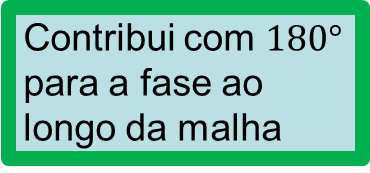 Contribui com 180°
para a fase ao
longo da malha